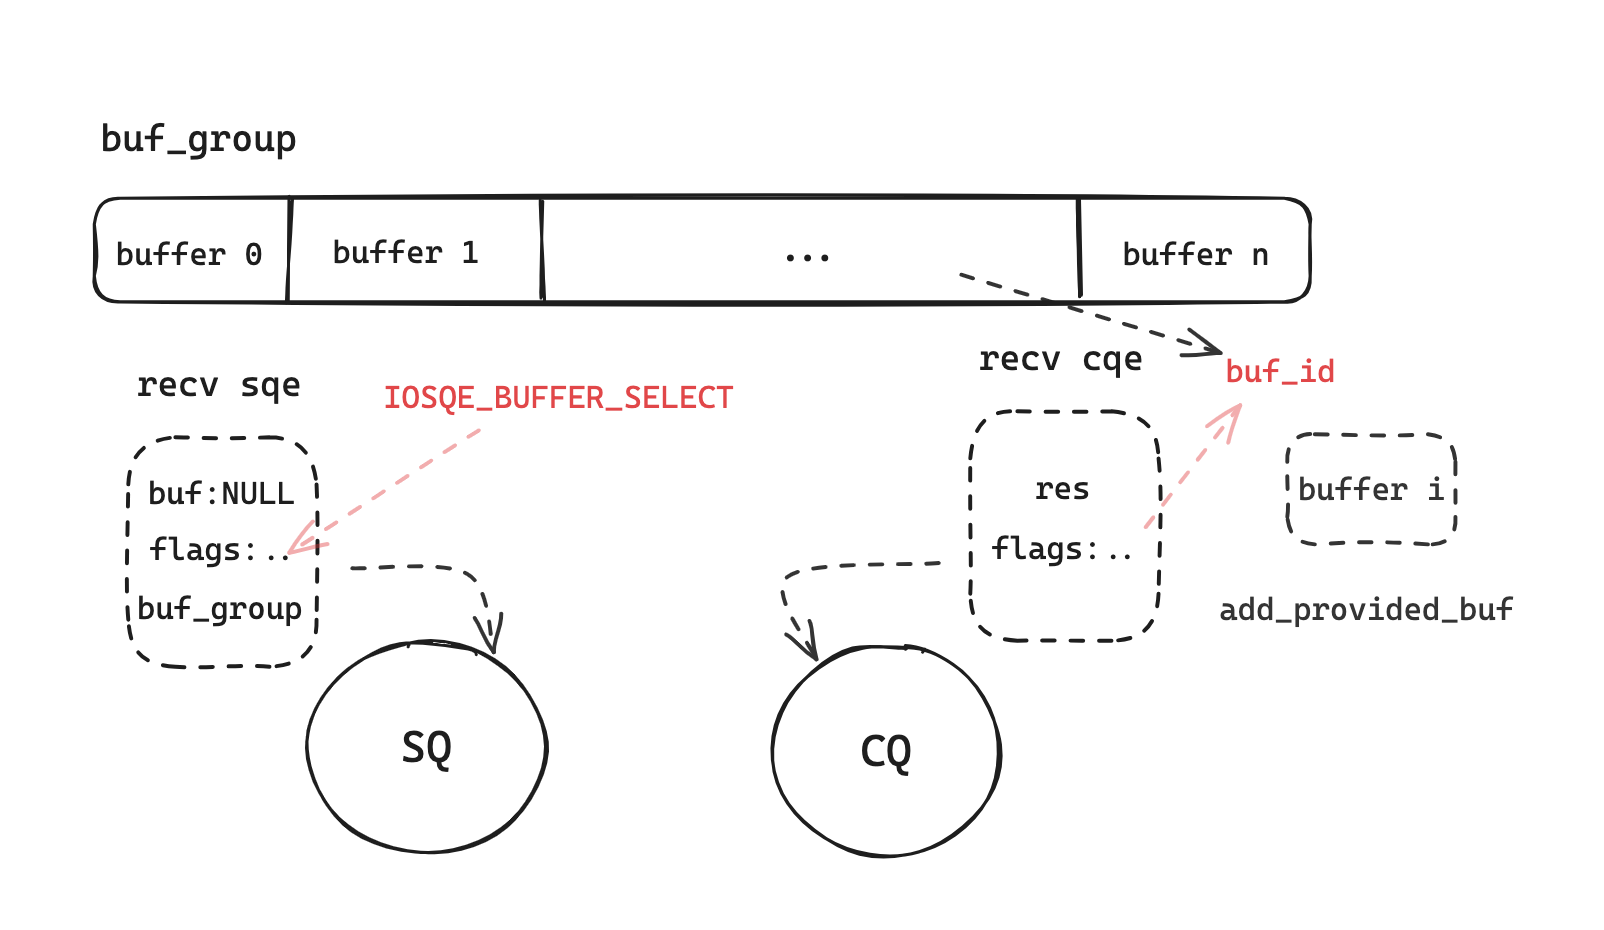 buf_group
buffer 0
buffer 1
...
buffer n
recv sqe
IOSQE_BUFFER_SELECT
buf:NULL
flags:..
buf_group
SQ
recv cqe
buf_id
res
flags:..
buffer i
add_provided_buf
CQ